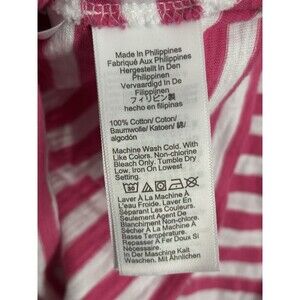 Made In Philippines
Fabriqué Aux Philippines
Hergestellt In Den
Philippinen
Vervaardigd In De
Filipijnen
フィリピン製
hecho en filipinas
100% Cotton/ Coton/
Baumwolle/ Katoen/ 綿/
algodon
Machine Wash Cold. With
Like Colors. Non-chlorine
Bleach Only. Tumble Dry
Low. Iron On Lowest
Setting.
Laver À La Machine À
L'eau Froide. Laver En
Séparant Les Couleurs.
Seulement Agent De
Blanchiment Non-chlore.
Sécher À La Machine À
Basse Température.
Repasser À Fer Doux Si
Nécessaire.
In Der Maschine Kalt
Waschen, Mit Ähnlichen